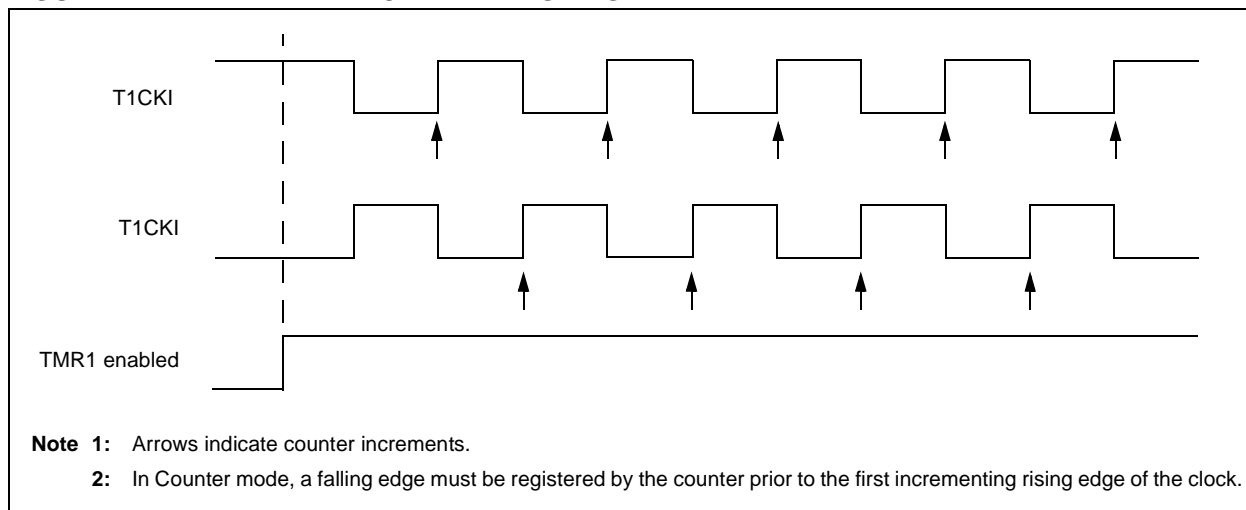 T1CKI
T1CKI
TMR1 enabled
Note 1: Arrows indicate counter increments.
2: In Counter mode, a falling edge must be registered by the counter prior to the first incrementing rising edge of the clock.